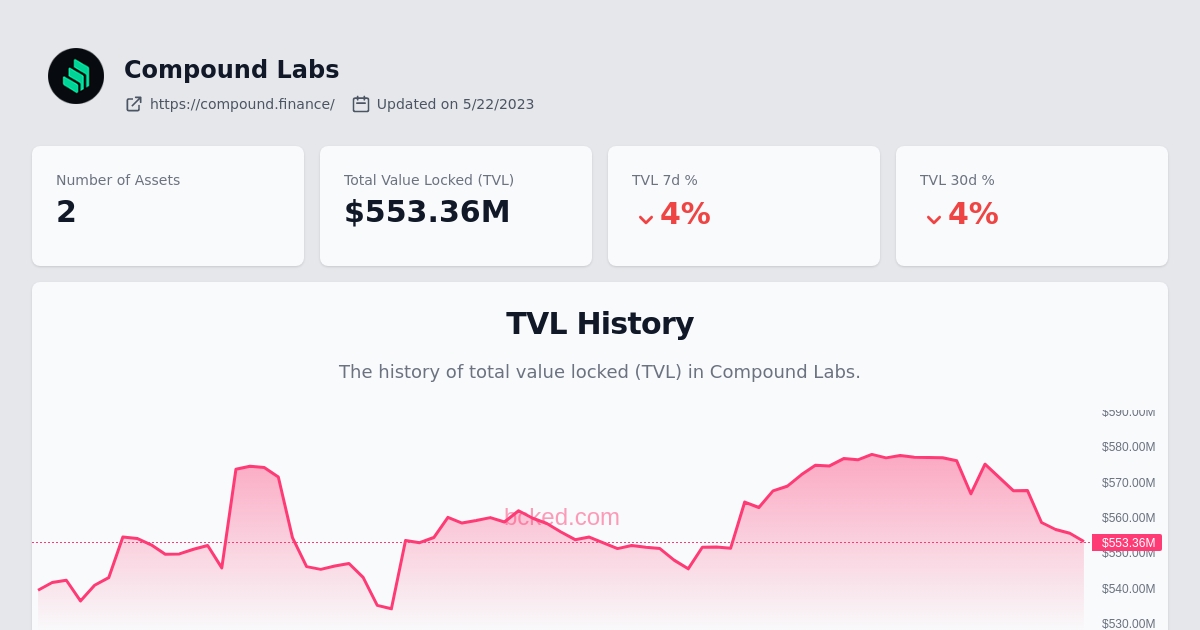 Compound Labs
https://compound.finance/ Updated on 5/22/2023
Number of Assets
2
Total Value Locked (TVL)
$553.36M
TVL 7d %
4%
TVL 30d %
4%
TVL History
The history of total value locked (TVL) in Compound Labs.
$590.00M
$580.00M
$570.00M
$560.00M
bcked.com
$553.36M
$550.00M
$540.00M
$530.00M